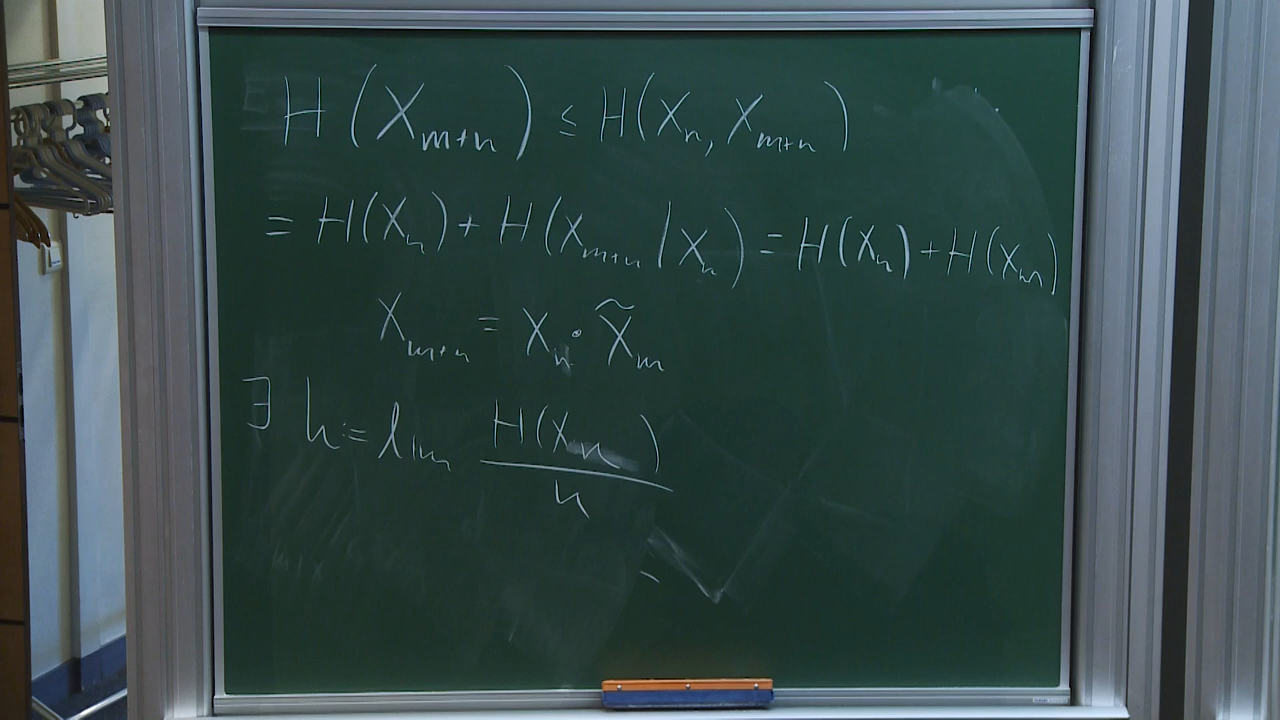 H(X_{m+n}) ≤ H(X_n, X_{m+n})
= H(X_n) + H(X_{m+n} | X_n) = H(X_n) + H(X_m)
X_{m+n} = X_n · X̃_m
∃ h := lim H(X_n) / n